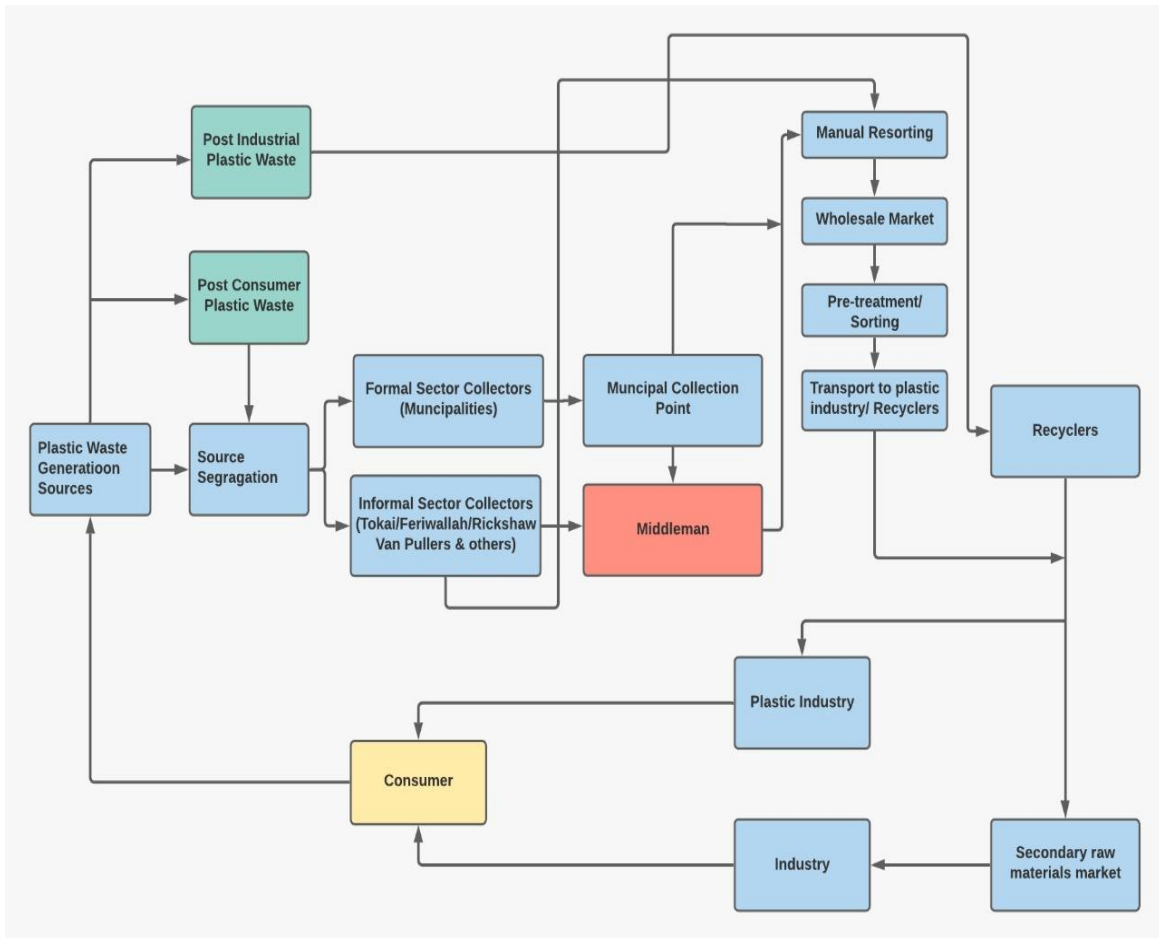 Post Industrial
Plastic Waste
Manual Resorting
Wholesale Market
Post Consumer
Plastic Waste
Pre-treatment/
Sorting
Formal Sector Collectors
(Muncipalities)
Muncipal Collection
Point
Transport to plastic
industry/ Recyclers
Recyclers
Plastic Waste
Generatioon
Sources
Source
Segragation
Informal Sector Collectors
(Tokai/Feriwallah/Rickshaw
Van Pullers & others)
Middleman
Plastic Industry
Consumer
Industry
Secondary raw
materials market